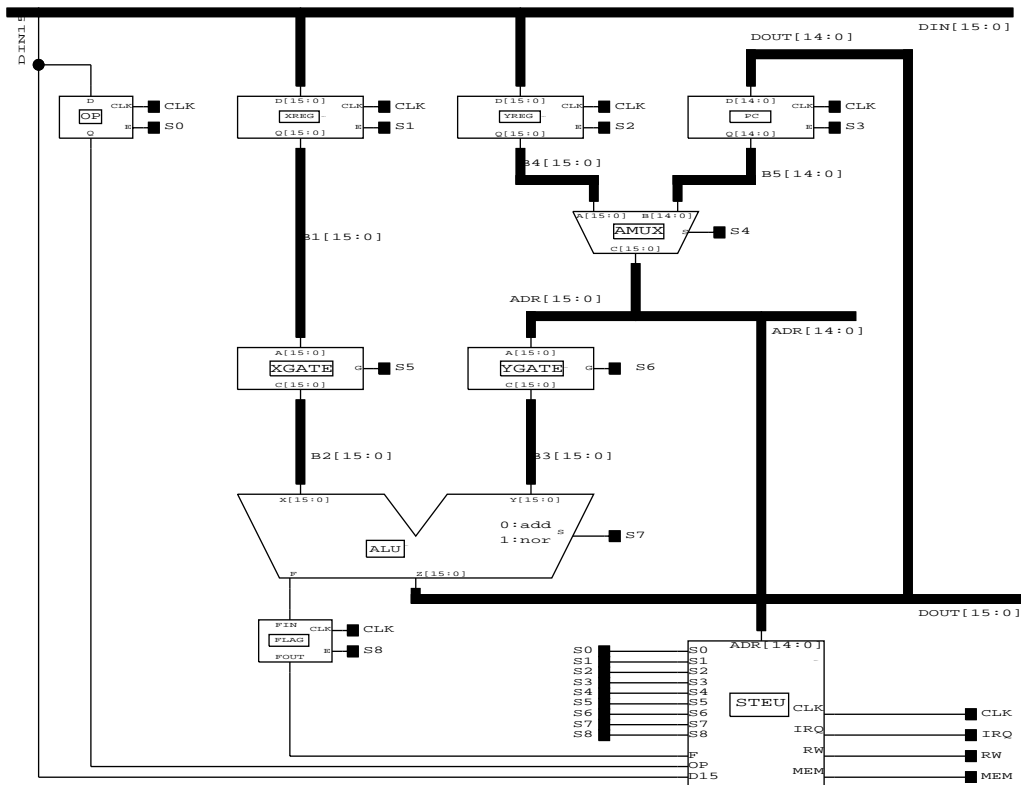 DIN15
DIN[15:0]
DOUT[14:0]
D
OP
Q
CLK
E
CLK
S0
D[15:0]
XREG
Q[15:0]
CLK
E
CLK
S1
D[15:0]
YREG
Q[15:0]
CLK
E
CLK
S2
D[14:0]
PC
Q[14:0]
CLK
E
CLK
S3
B4[15:0]
B5[14:0]
B1[15:0]
A[15:0] B[14:0]
AMUX
S
C[15:0]
S4
ADR[15:0]
ADR[14:0]
A[15:0]
XGATE
G
C[15:0]
S5
A[15:0]
YGATE
G
C[15:0]
S6
B2[15:0]
B3[15:0]
X[15:0]
Y[15:0]
0:add
1:nor
S
S7
ALU
F
Z[15:0]
DOUT[15:0]
FIN
FLAG
FOUT
CLK
E
CLK
S8
ADR[14:0]
STEU
S0 S0
S1 S1
S2 S2
S3 S3
S4 S4
S5 S5
S6 S6
S7 S7
S8 S8
F
OP
D15
CLK CLK
IRQ IRQ
RW RW
MEM MEM